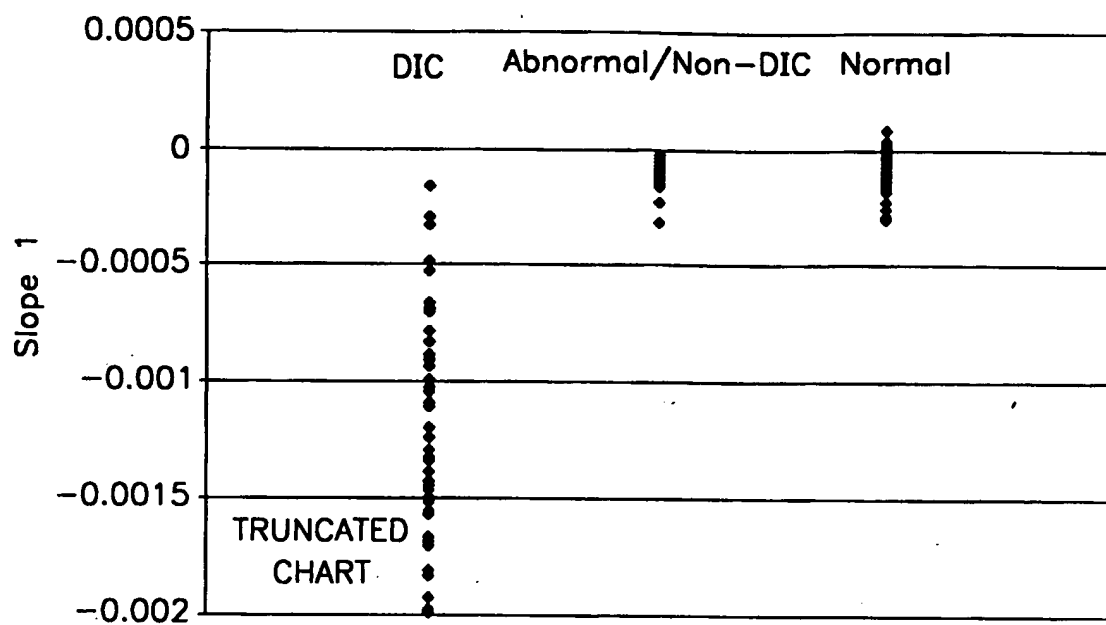 0.0005
DIC Abnormal/Non-DIC Normal
0
-0.0005
Slope 1
-0.001
-0.0015
TRUNCATED
CHART
-0.002